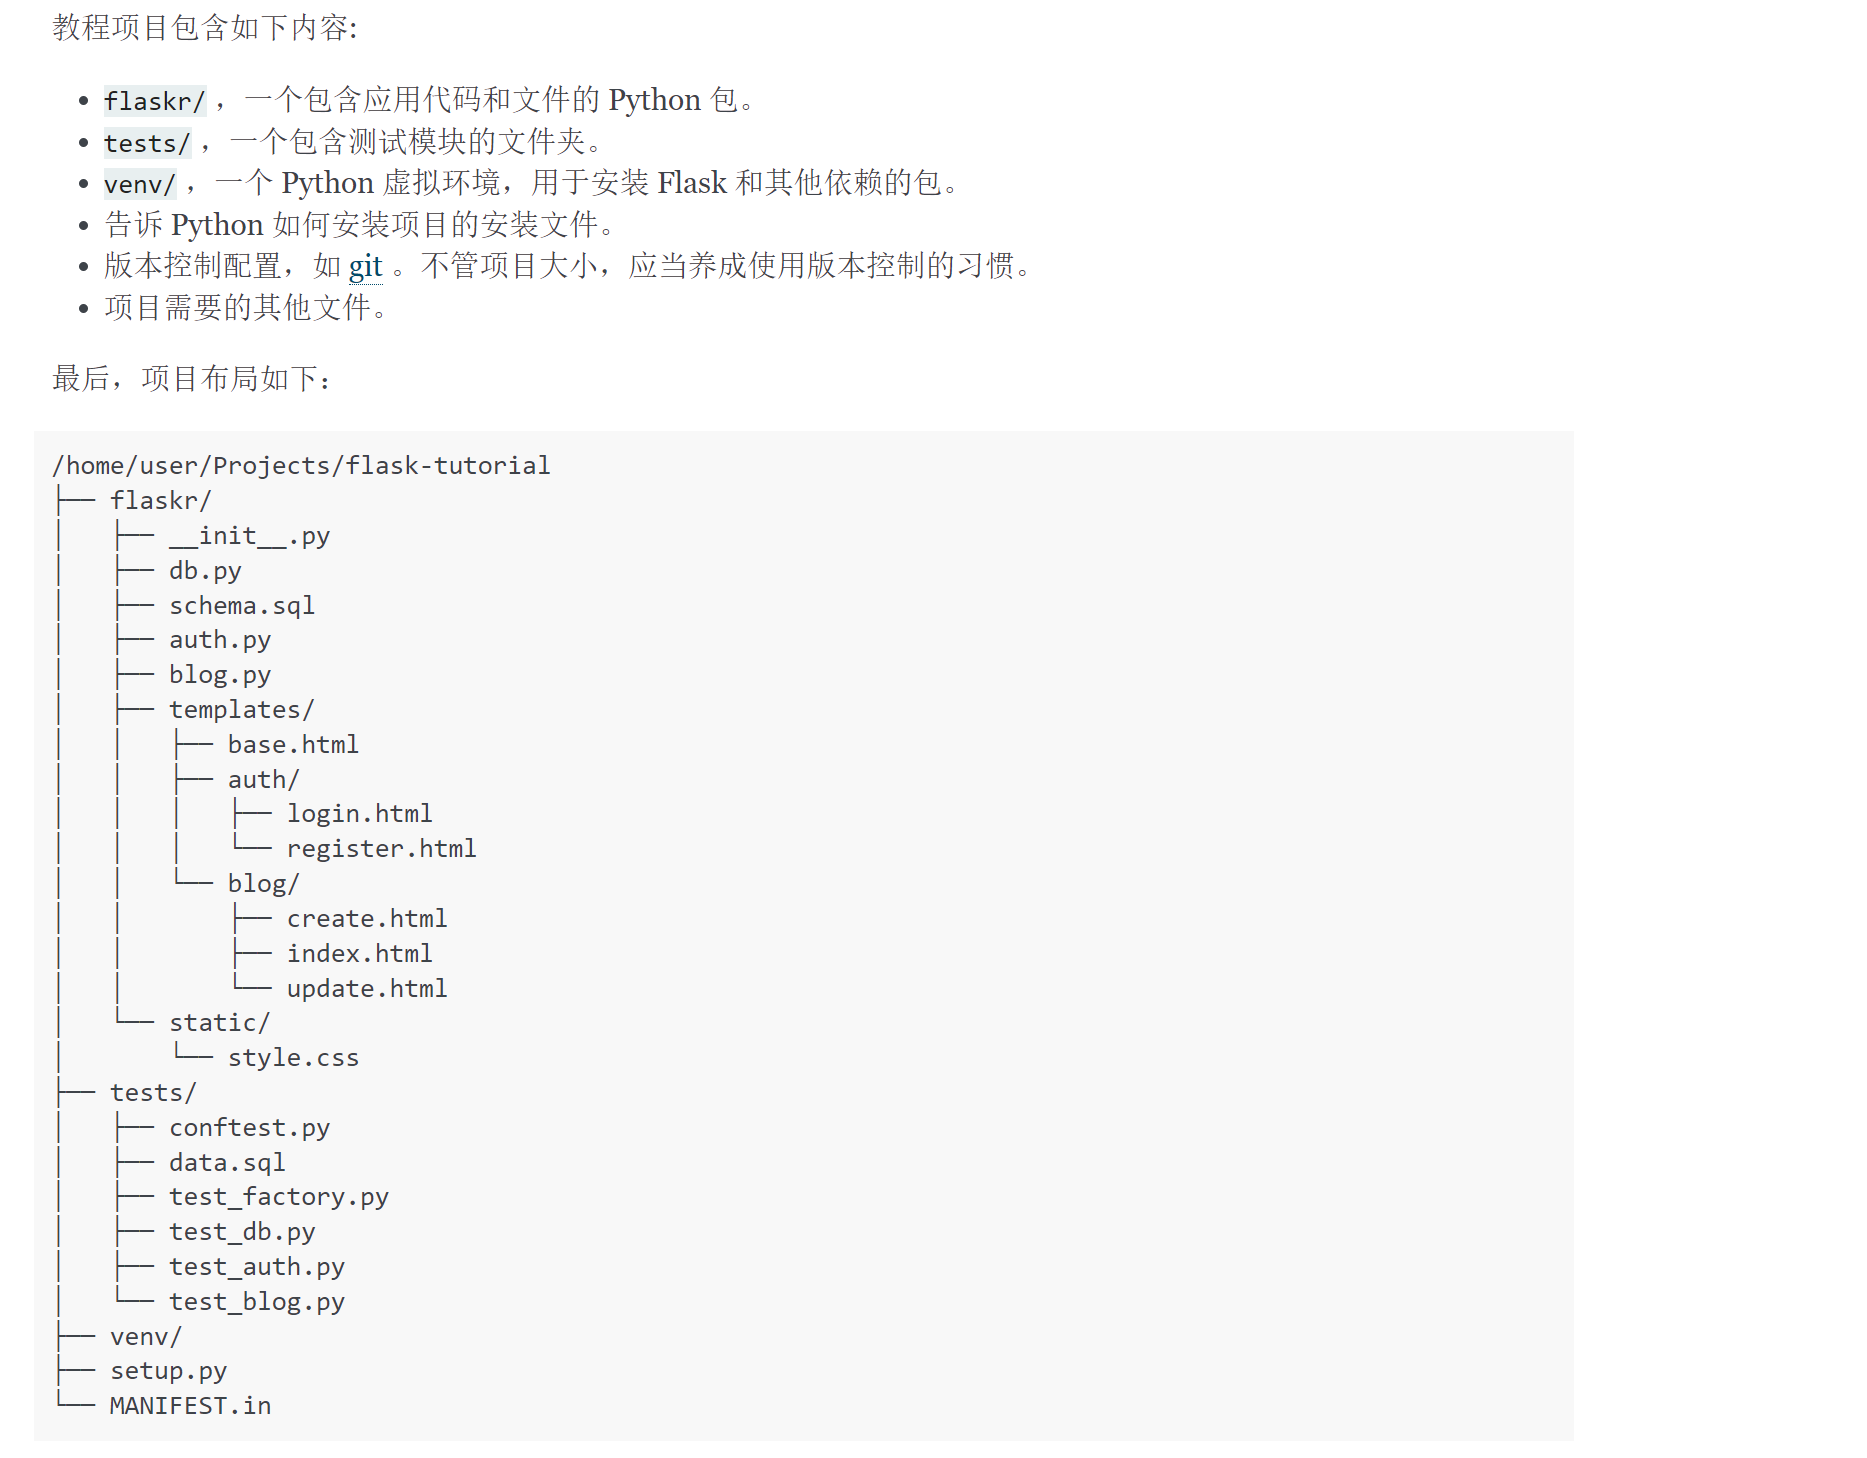 教程项目包含如下内容:
• flaskr/ ，一个包含应用代码和文件的 Python 包。
• tests/ ，一个包含测试模块的文件夹。
• venv/ ，一个 Python 虚拟环境，用于安装 Flask 和其他依赖的包。
• 告诉 Python 如何安装项目的安装文件。
• 版本控制配置，如 git 。不管项目大小，应当养成使用版本控制的习惯。
• 项目需要的其他文件。
最后，项目布局如下：
/home/user/Projects/flask-tutorial
├── flaskr/
│   ├── __init__.py
│   ├── db.py
│   ├── schema.sql
│   ├── auth.py
│   ├── blog.py
│   ├── templates/
│   │   ├── base.html
│   │   ├── auth/
│   │   │   ├── login.html
│   │   │   └── register.html
│   │   └── blog/
│   │       ├── create.html
│   │       ├── index.html
│   │       └── update.html
│   └── static/
│       └── style.css
├── tests/
│   ├── conftest.py
│   ├── data.sql
│   ├── test_factory.py
│   ├── test_db.py
│   ├── test_auth.py
│   └── test_blog.py
├── venv/
├── setup.py
└── MANIFEST.in